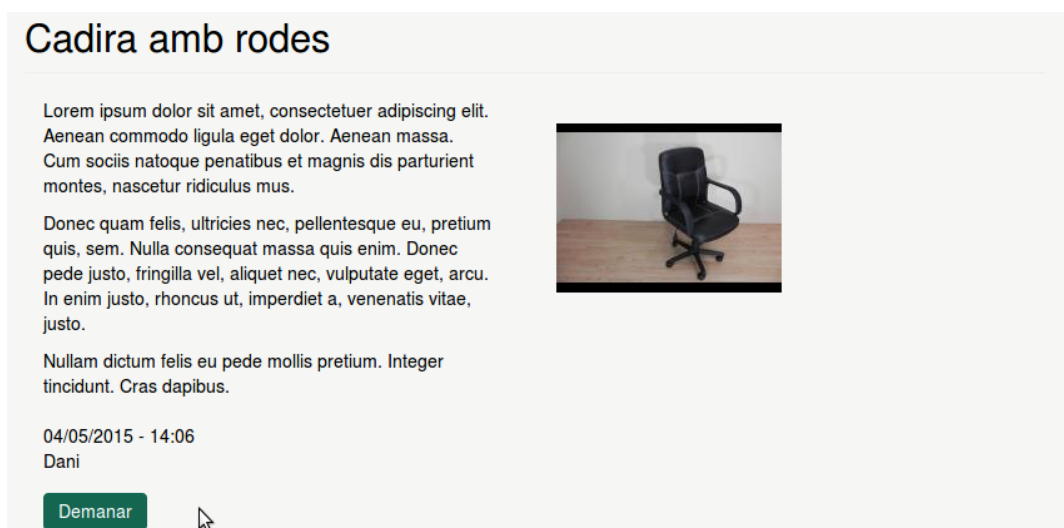 Cadira amb rodes
Lorem ipsum dolor sit amet, consectetuer adipiscing elit.
Aenean commodo ligula eget dolor. Aenean massa.
Cum sociis natoque penatibus et magnis dis parturient
montes, nascetur ridiculus mus.
Donec quam felis, ultricies nec, pellentesque eu, pretium
quis, sem. Nulla consequat massa quis enim. Donec
pede justo, fringilla vel, aliquet nec, vulputate eget, arcu.
In enim justo, rhoncus ut, imperdiet a, venenatis vitae,
justo.
Nullam dictum felis eu pede mollis pretium. Integer
tincidunt. Cras dapibus.
04/05/2015 - 14:06
Dani
Demanar